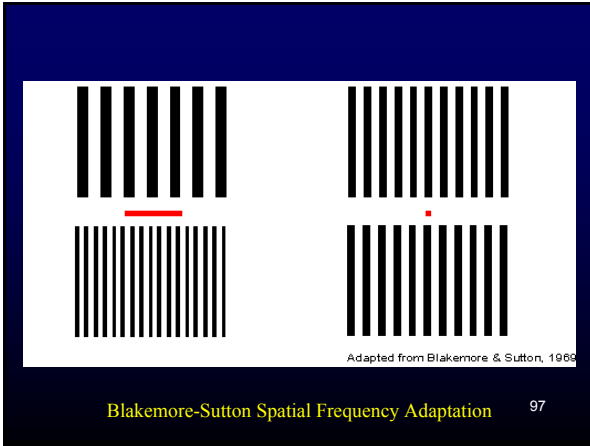 Adapted from Blakemore & Sutton, 1969
Blakemore-Sutton Spatial Frequency Adaptation
97